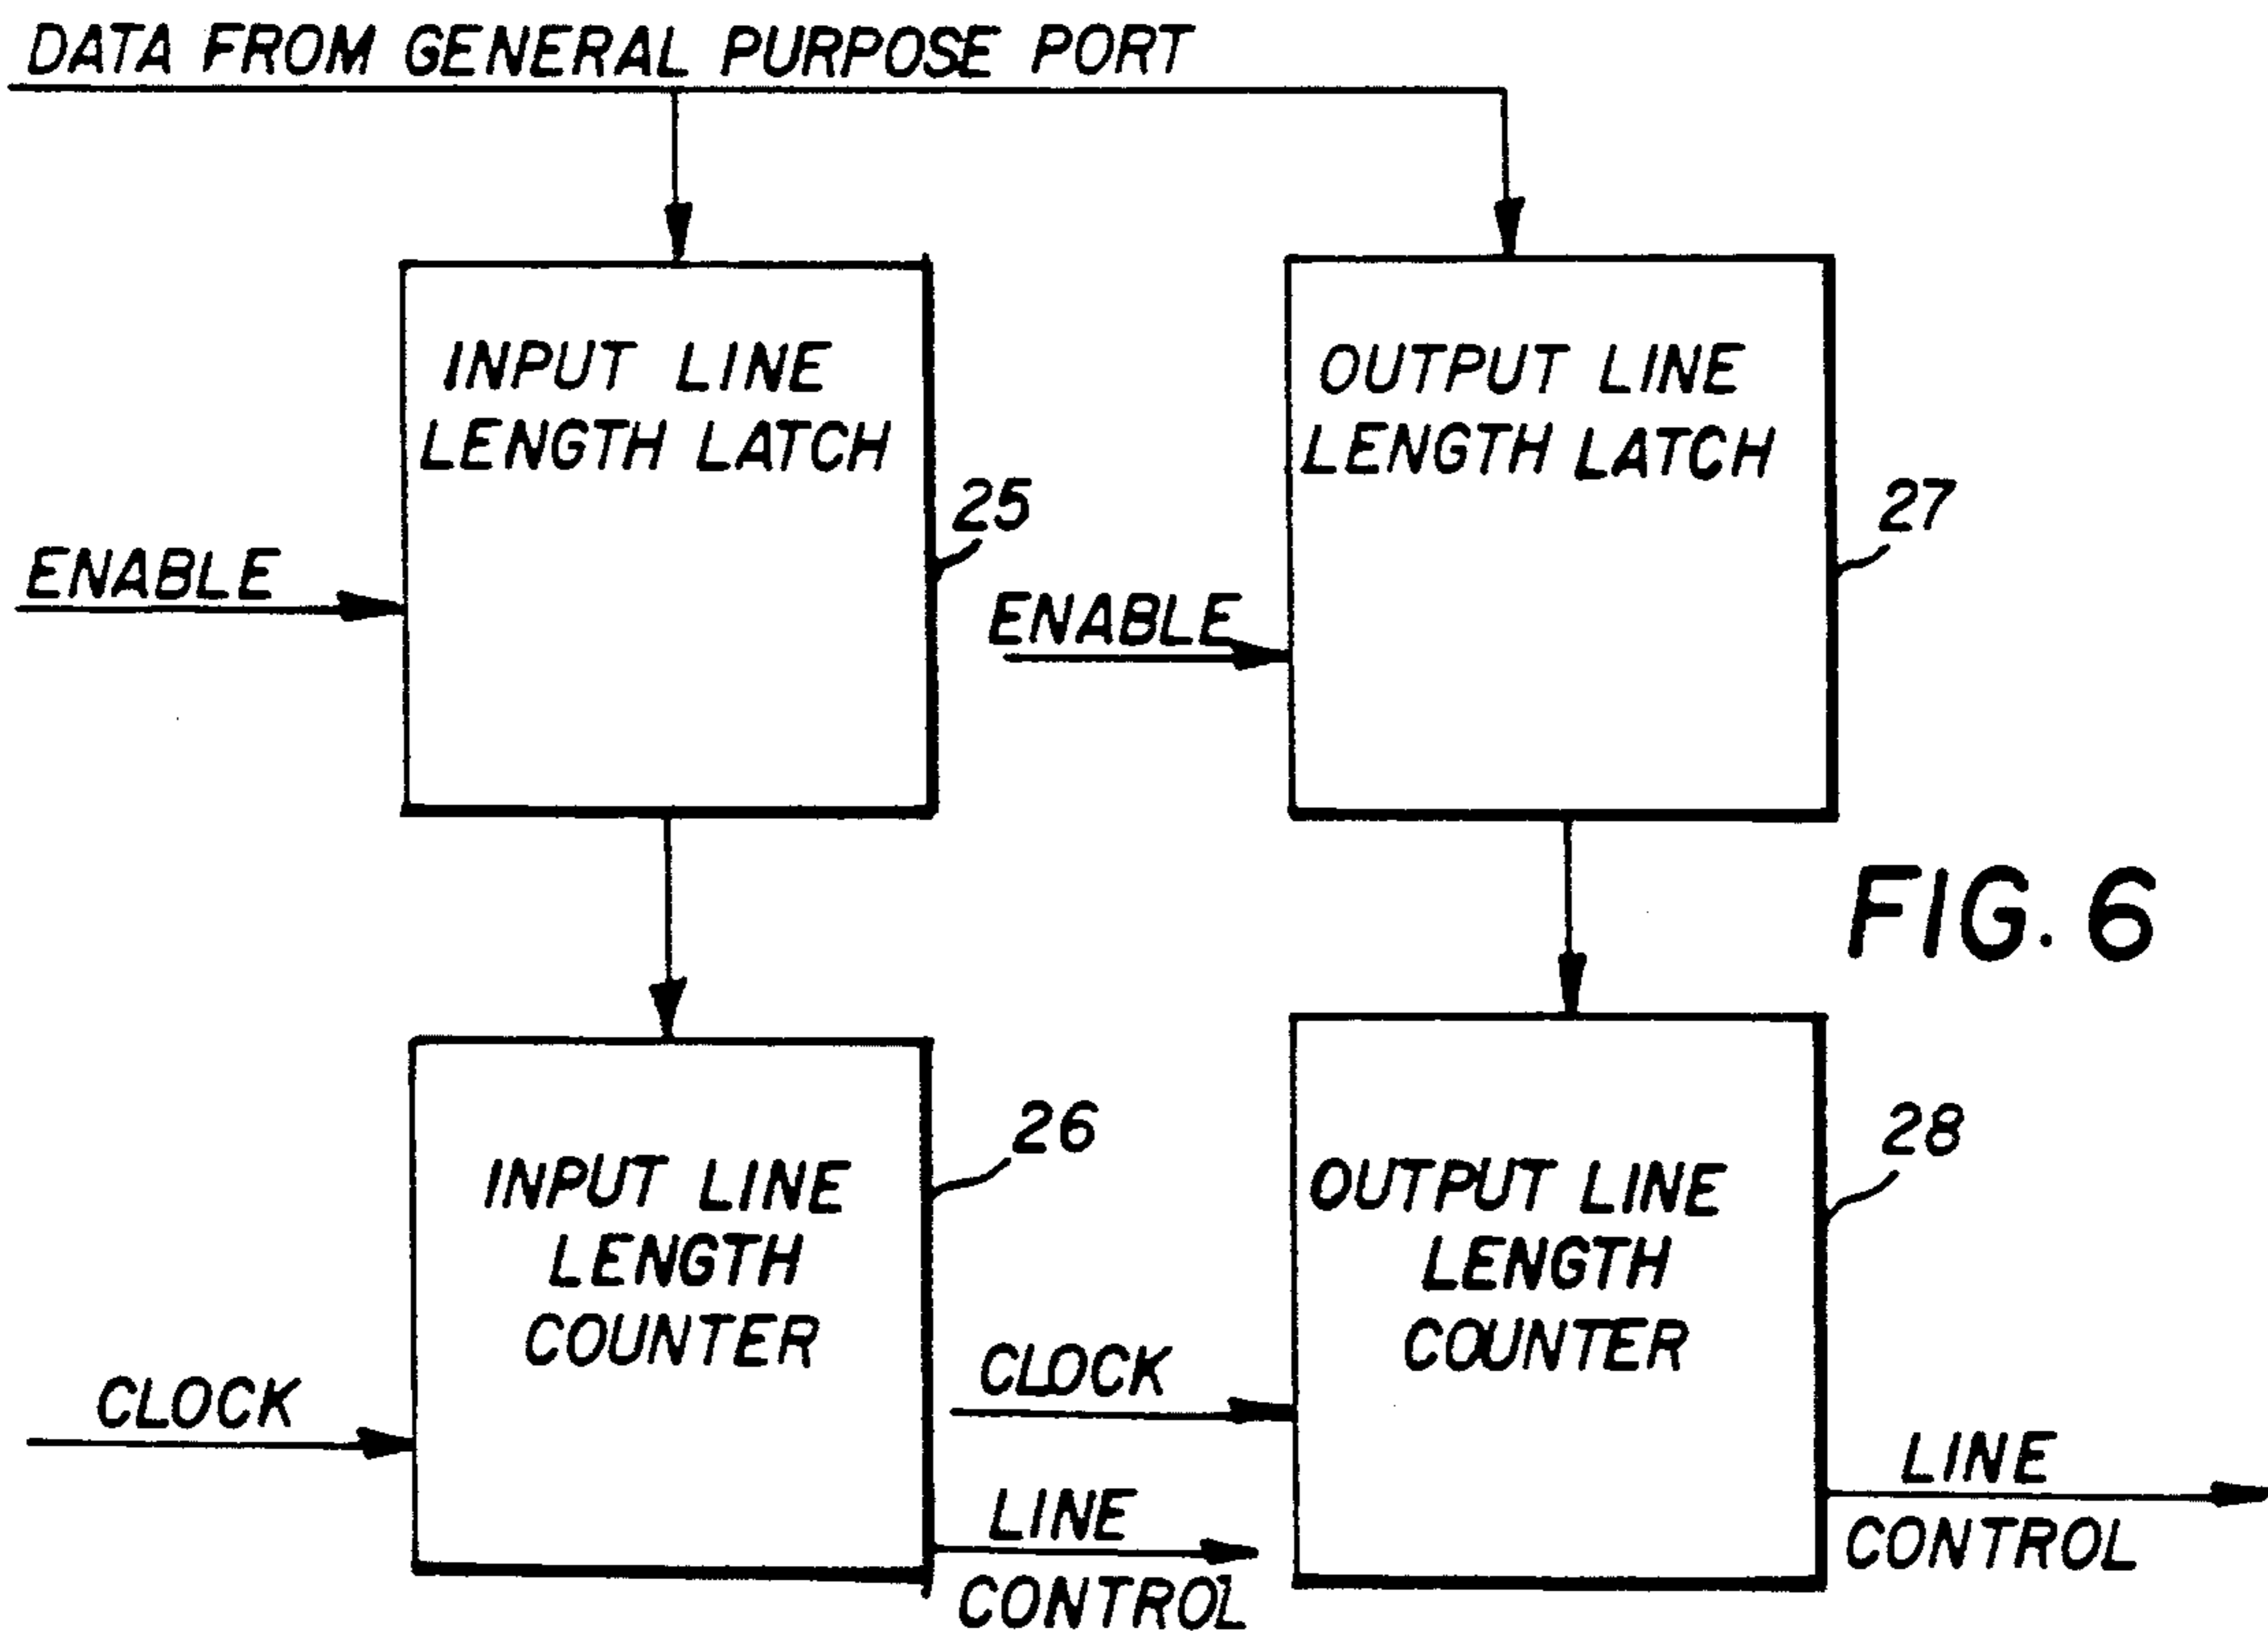 DATA FROM GENERAL PURPOSE PORT
INPUT LINE
LENGTH LATCH
25
ENABLE
OUTPUT LINE
LENGTH LATCH
27
ENABLE
FIG. 6
INPUT LINE
LENGTH
COUNTER
26
CLOCK
LINE
CONTROL
OUTPUT LINE
LENGTH
COUNTER
28
CLOCK
LINE
CONTROL